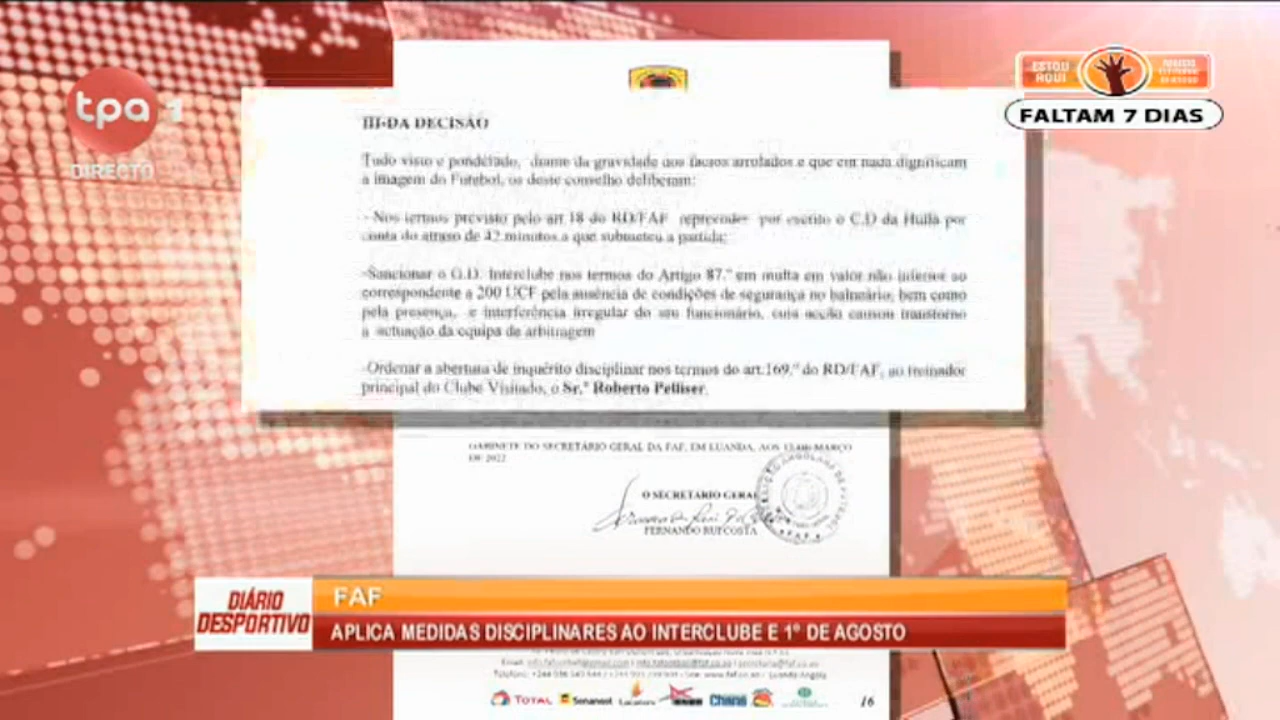 tpa 1
DIRECTO
ESTOU
AQUI
FALTAM 7 DIAS
III-DA DECISÃO
Tudo visto e ponderado, diante da gravidade dos factos arrolados e que em nada dignificam
a imagem do Futebol, os deste conselho deliberam:
- Nos termos previsto pelo art 18 do RD/FAF repreender por escrito o C.D da Huíla por
conta do atraso de 42 minutos a que submeteu a partida;
-Sancionar o G.D. Interclube nos termos do Artigo 87.º em multa em valor não inferior ao
correspondente a 200 UCF pela ausência de condições de segurança no balneário, bem como
pela presença, e interferência irregular do seu funcionário, cuja acção causou transtorno
a actuação da equipa de arbitragem
-Ordenar a abertura de inquérito disciplinar nos termos do art.169.º do RD/FAF, ao treinador
principal do Clube Visitado, o Sr.º Roberto Pelliser.
GABINETE DO SECRETÁRIO GERAL DA FAF, EM LUANDA, AOS MARÇO
DE 2022
O SECRETÁRIO GERAL
FERNANDO RUI COSTA
DIÁRIO
DESPORTIVO
FAF
APLICA MEDIDAS DISCIPLINARES AO INTERCLUBE E 1º DE AGOSTO
TOTAL Sonangol
16